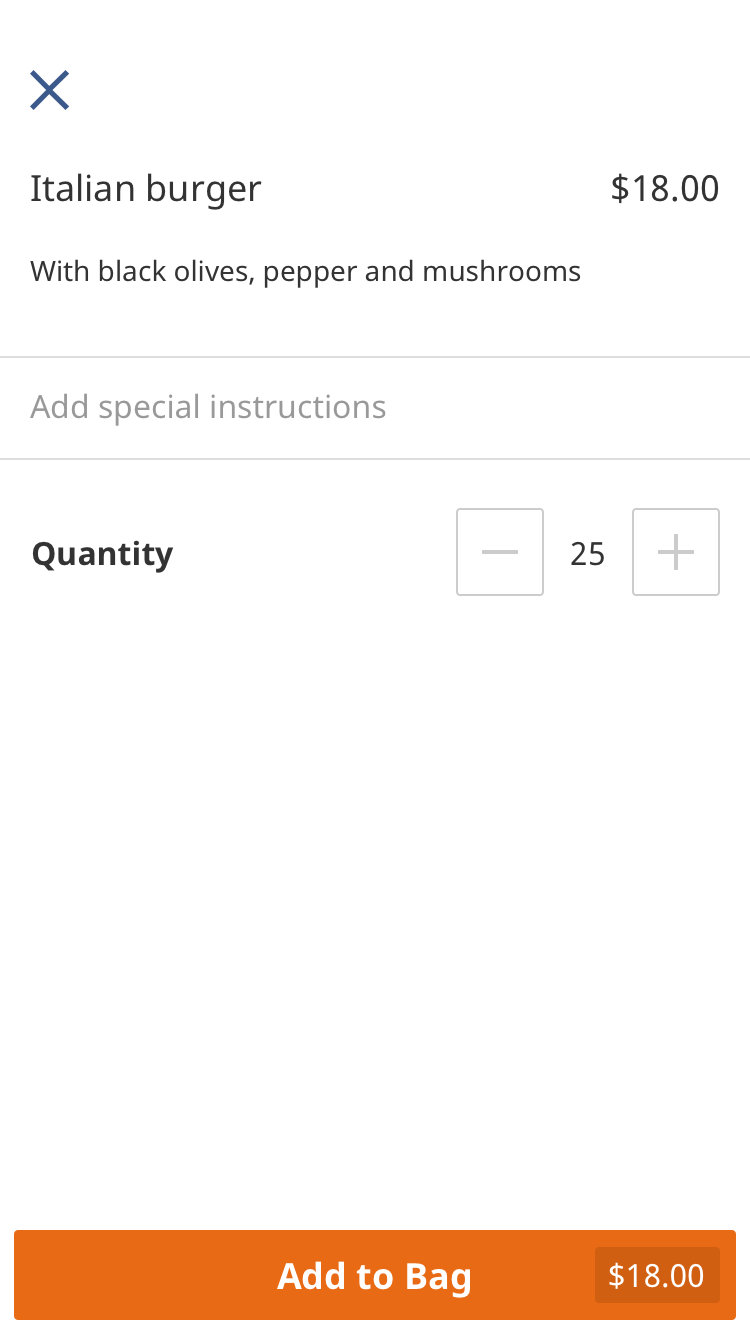 Italian burger $18.00
With black olives, pepper and mushrooms
Add special instructions
Quantity 25
Add to Bag $18.00